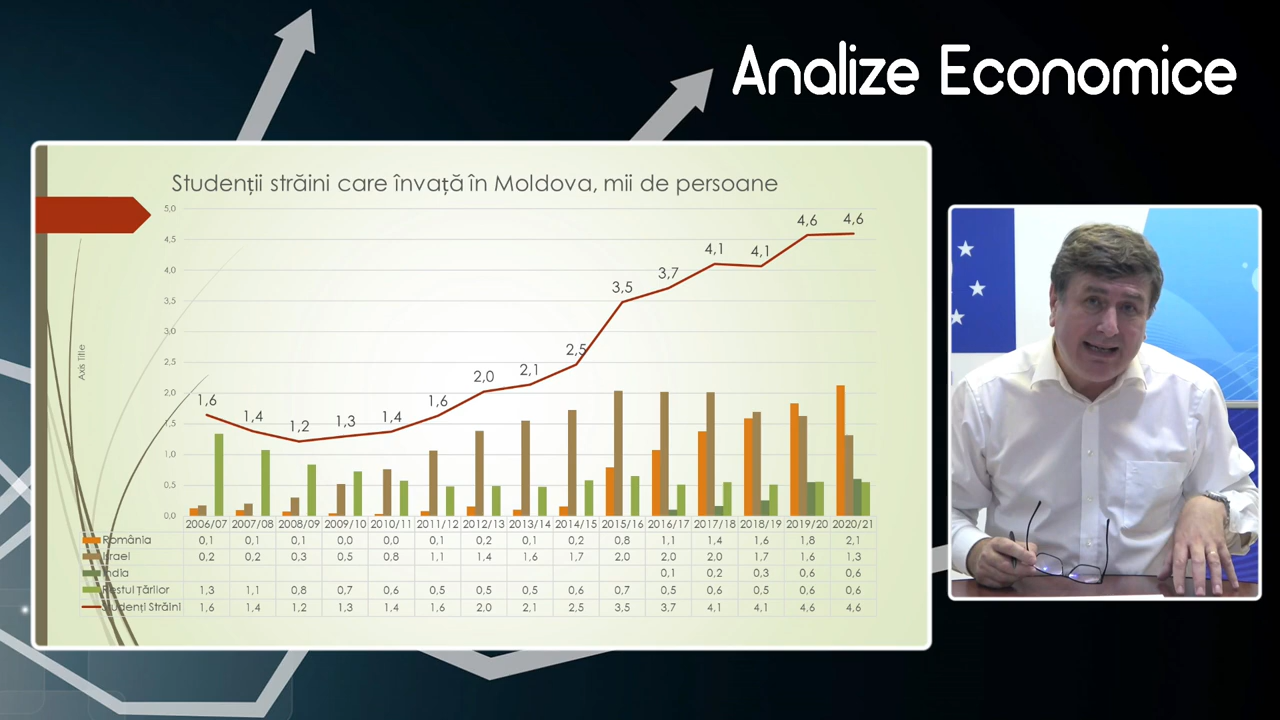 Analize Economice
Studenții străini care învață în Moldova, mii de persoane
Axis Title
5,0
4,5
4,0
3,5
3,0
2,5
2,0
1,5
1,0
0,5
0,0
1,6 1,4 1,2 1,3 1,4 1,6 2,0 2,1 2,5 3,5 3,7 4,1 4,1 4,6 4,6
2006/07 2007/08 2008/09 2009/10 2010/11 2011/12 2012/13 2013/14 2014/15 2015/16 2016/17 2017/18 2018/19 2019/20 2020/21
România 0,1 0,1 0,1 0,0 0,0 0,1 0,2 0,1 0,2 0,8 1,1 1,4 1,6 1,8 2,1
Israel 0,2 0,2 0,3 0,5 0,8 1,1 1,4 1,6 1,7 2,0 2,0 2,0 1,7 1,6 1,3
India 0,1 0,2 0,3 0,6 0,6
Restul Țărilor 1,3 1,1 0,8 0,7 0,6 0,5 0,5 0,5 0,6 0,7 0,5 0,6 0,5 0,6 0,6
Studenți Străini 1,6 1,4 1,2 1,3 1,4 1,6 2,0 2,1 2,5 3,5 3,7 4,1 4,1 4,6 4,6